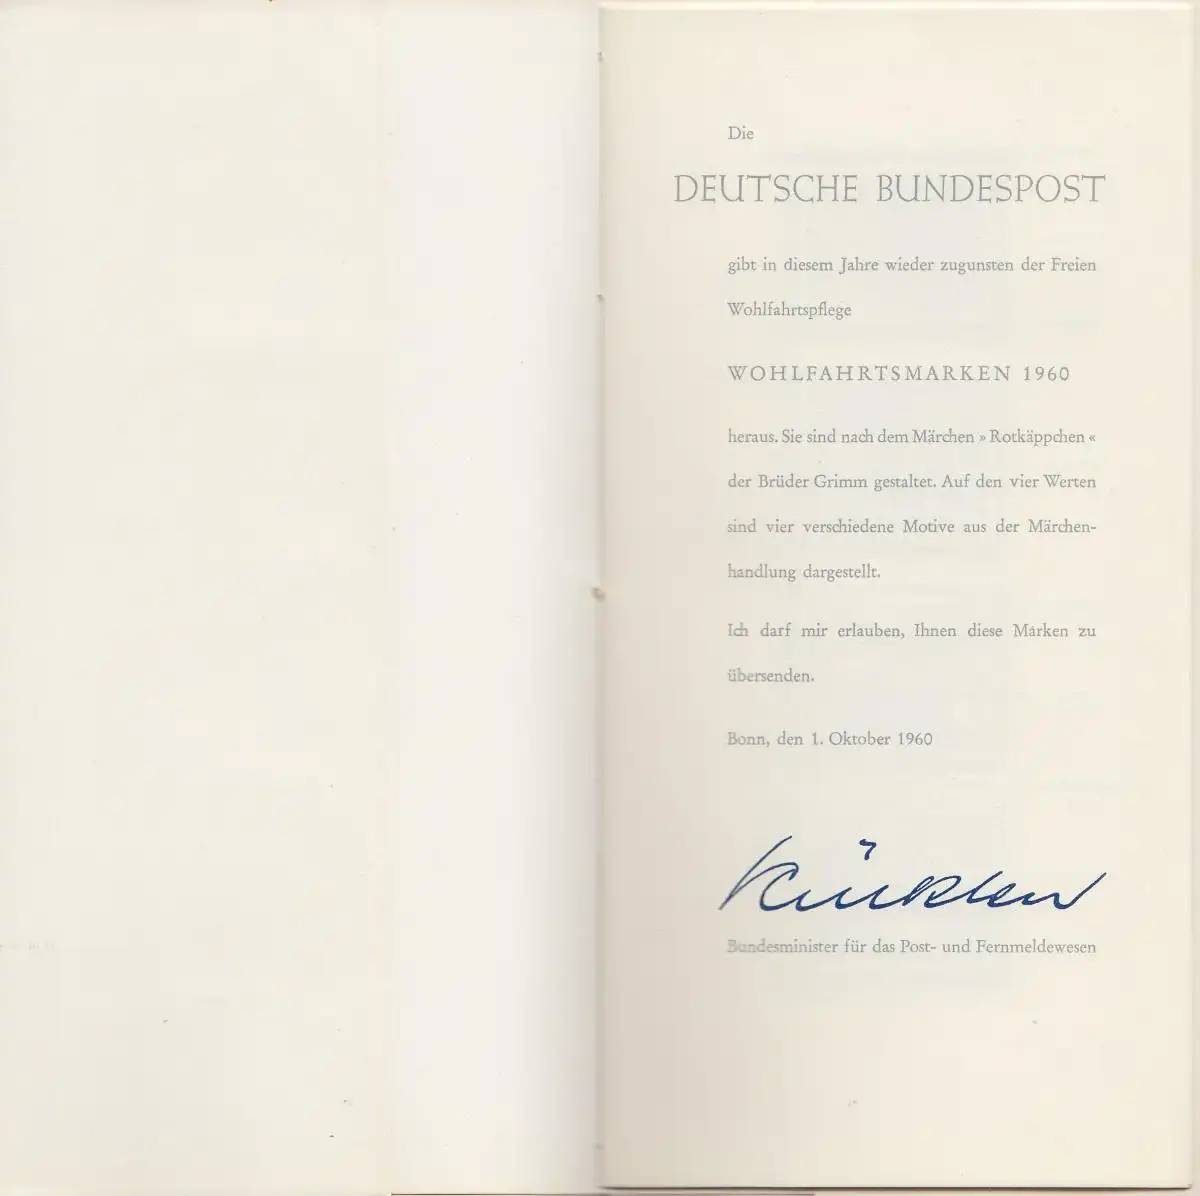 Die
DEUTSCHE BUNDESPOST
gibt in diesem Jahre wieder zugunsten der Freien
Wohlfahrtspflege
WOHLFAHRTSMARKEN 1960
heraus. Sie sind nach dem Märchen » Rotkäppchen «
der Brüder Grimm gestaltet. Auf den vier Werten
sind vier verschiedene Motive aus der Märchen-
handlung dargestellt.
Ich darf mir erlauben, Ihnen diese Marken zu
übersenden.
Bonn, den 1. Oktober 1960
Bundesminister für das Post- und Fernmeldewesen